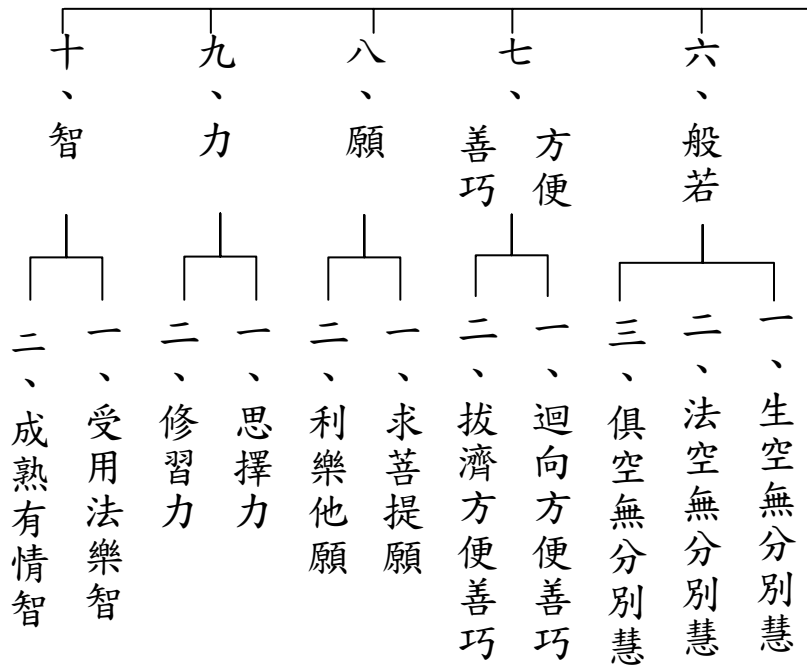 六、般若
一、生空無分別慧
二、法空無分別慧
三、俱空無分別慧
七、方便善巧
一、迴向方便善巧
二、拔濟方便善巧
八、願
一、求菩提願
二、利樂他願
九、力
一、思擇力
二、修習力
十、智
一、受用法樂智
二、成熟有情智